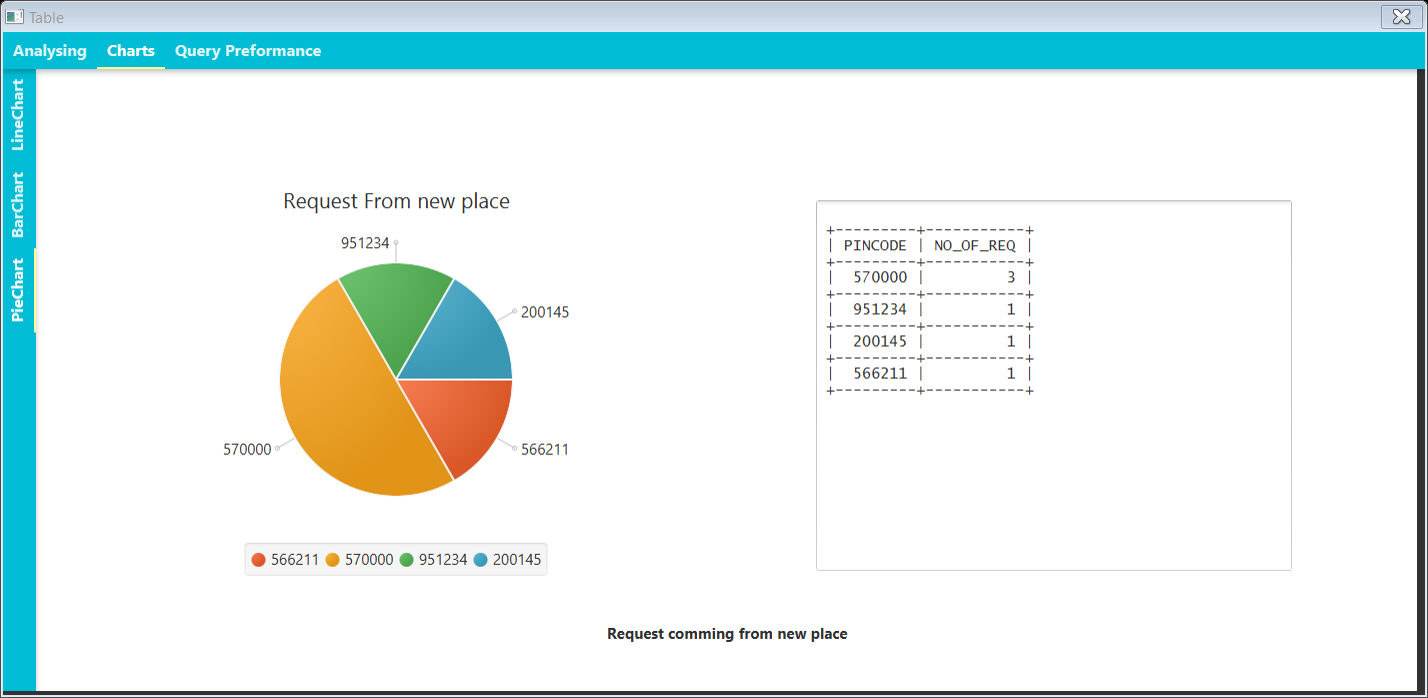 Table
Analysing Charts Query Preformance
LineChart
BarChart
PieChart
Request From new place
951234
200145
570000
566211
566211 570000 951234 200145
+---------+-----------+
| PINCODE | NO_OF_REQ |
+---------+-----------+
| 570000 | 3 |
+---------+-----------+
| 951234 | 1 |
+---------+-----------+
| 200145 | 1 |
+---------+-----------+
| 566211 | 1 |
+---------+-----------+
Request comming from new place